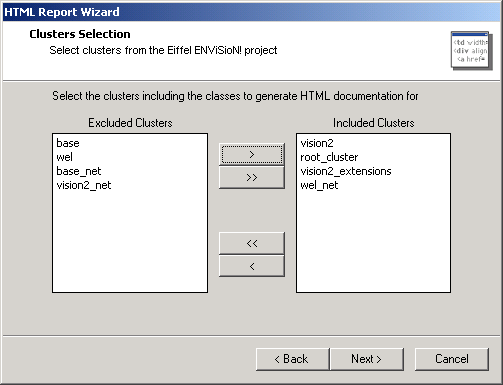 HTML Report Wizard
Clusters Selection
Select clusters from the Eiffel ENViSioN! project
<td width=
<div align
<a href=
Select the clusters including the classes to generate HTML documentation for
Excluded Clusters
base
wel
base_net
vision2_net
>
>>
<<
<
Included Clusters
vision2
root_cluster
vision2_extensions
wel_net
< Back
Next >
Cancel